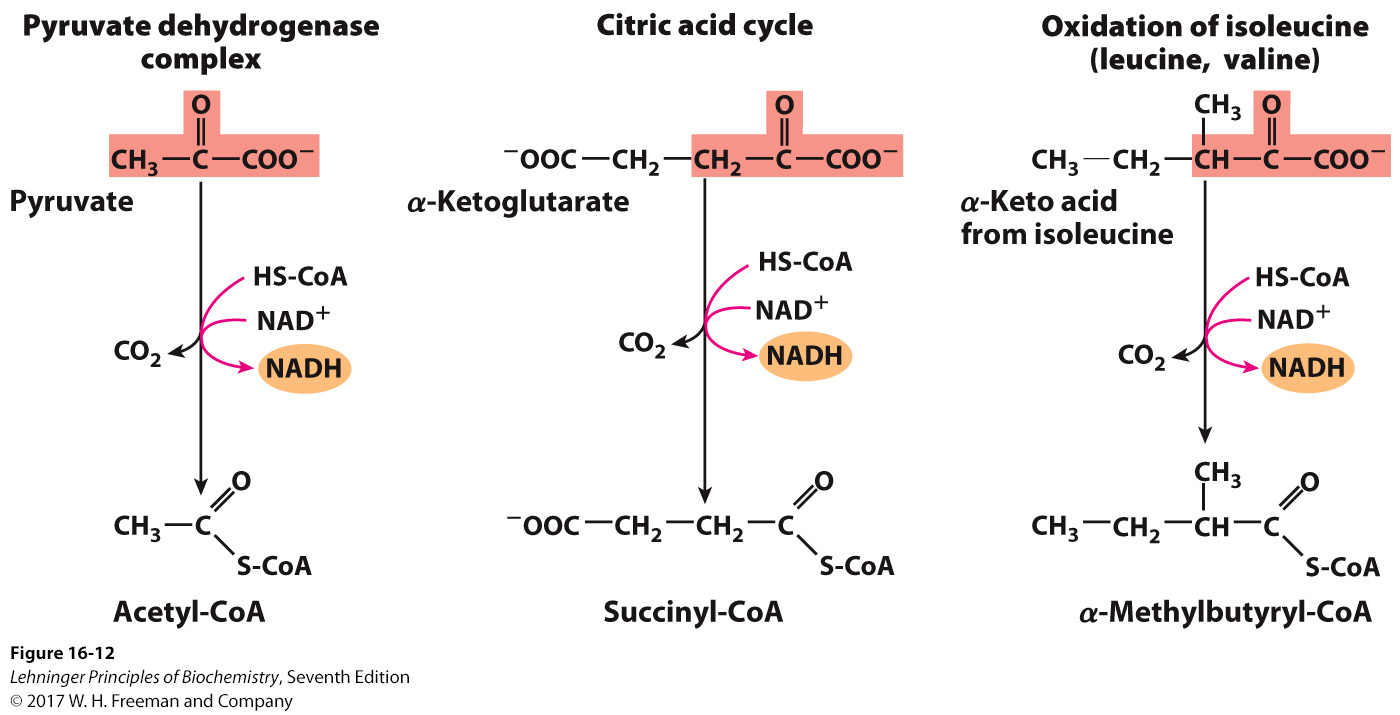 Pyruvate dehydrogenase
complex
O
CH₃—C—COO⁻
Pyruvate
HS-CoA
NAD⁺
CO₂
NADH
O
CH₃—C
S-CoA
Acetyl-CoA
Citric acid cycle
O
⁻OOC—CH₂—CH₂—C—COO⁻
α-Ketoglutarate
HS-CoA
NAD⁺
CO₂
NADH
O
⁻OOC—CH₂—CH₂—C
S-CoA
Succinyl-CoA
Oxidation of isoleucine
(leucine, valine)
CH₃ O
CH₃—CH₂—CH—C—COO⁻
α-Keto acid
from isoleucine
HS-CoA
NAD⁺
CO₂
NADH
CH₃ O
CH₃—CH₂—CH—C
S-CoA
α-Methylbutyryl-CoA
Figure 16-12
Lehninger Principles of Biochemistry, Seventh Edition
© 2017 W. H. Freeman and Company